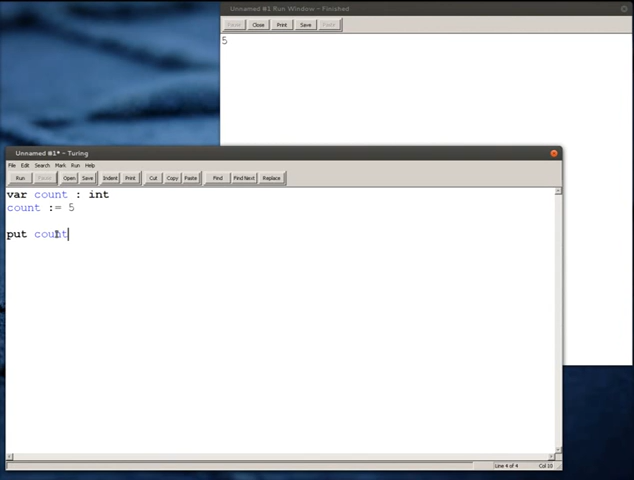 Unnamed #1 Run Window - Finished
Pause Close Print Save Paste
5
Unnamed #1* - Turing
File Edit Search Mark Run Help
Run Pause Open Save Indent Print Cut Copy Paste Find Find Next Replace
var count : int
count := 5
put count
Line 4 of 4 Col 10